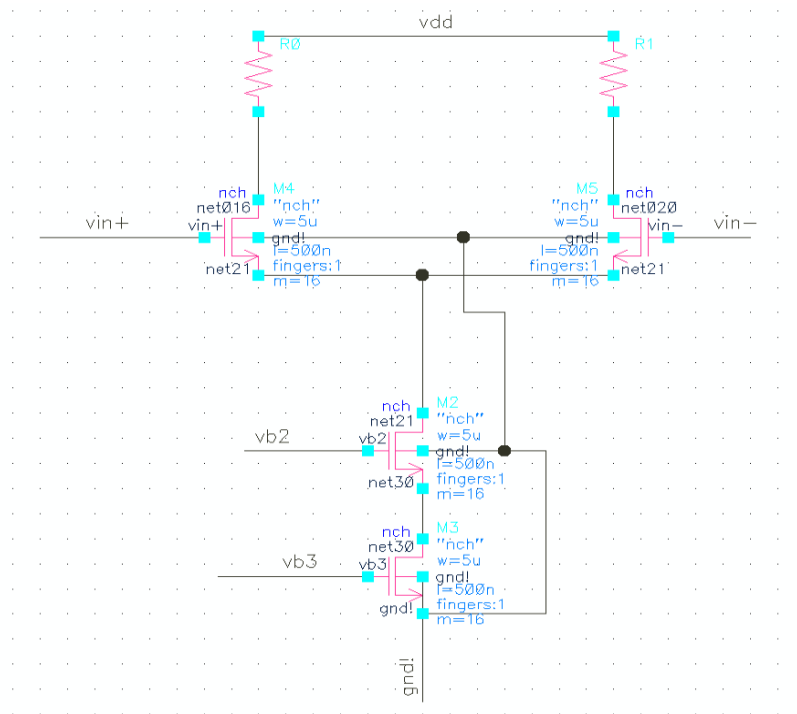 vdd
R0
R1
nch
M4
net016
"nch"
w=5u
vin+
vin+
gnd!
l=500n
fingers:1
m=16
net21
M5
nch
"nch"
net020
w=5u
vin-
vin-
gnd!
l=500n
fingers:1
m=16
net21
nch
M2
net21
"nch"
w=5u
vb2
vb2
gnd!
l=500n
fingers:1
m=16
net30
nch
M3
net30
"nch"
w=5u
vb3
vb3
gnd!
l=500n
fingers:1
m=16
gnd!
gnd!